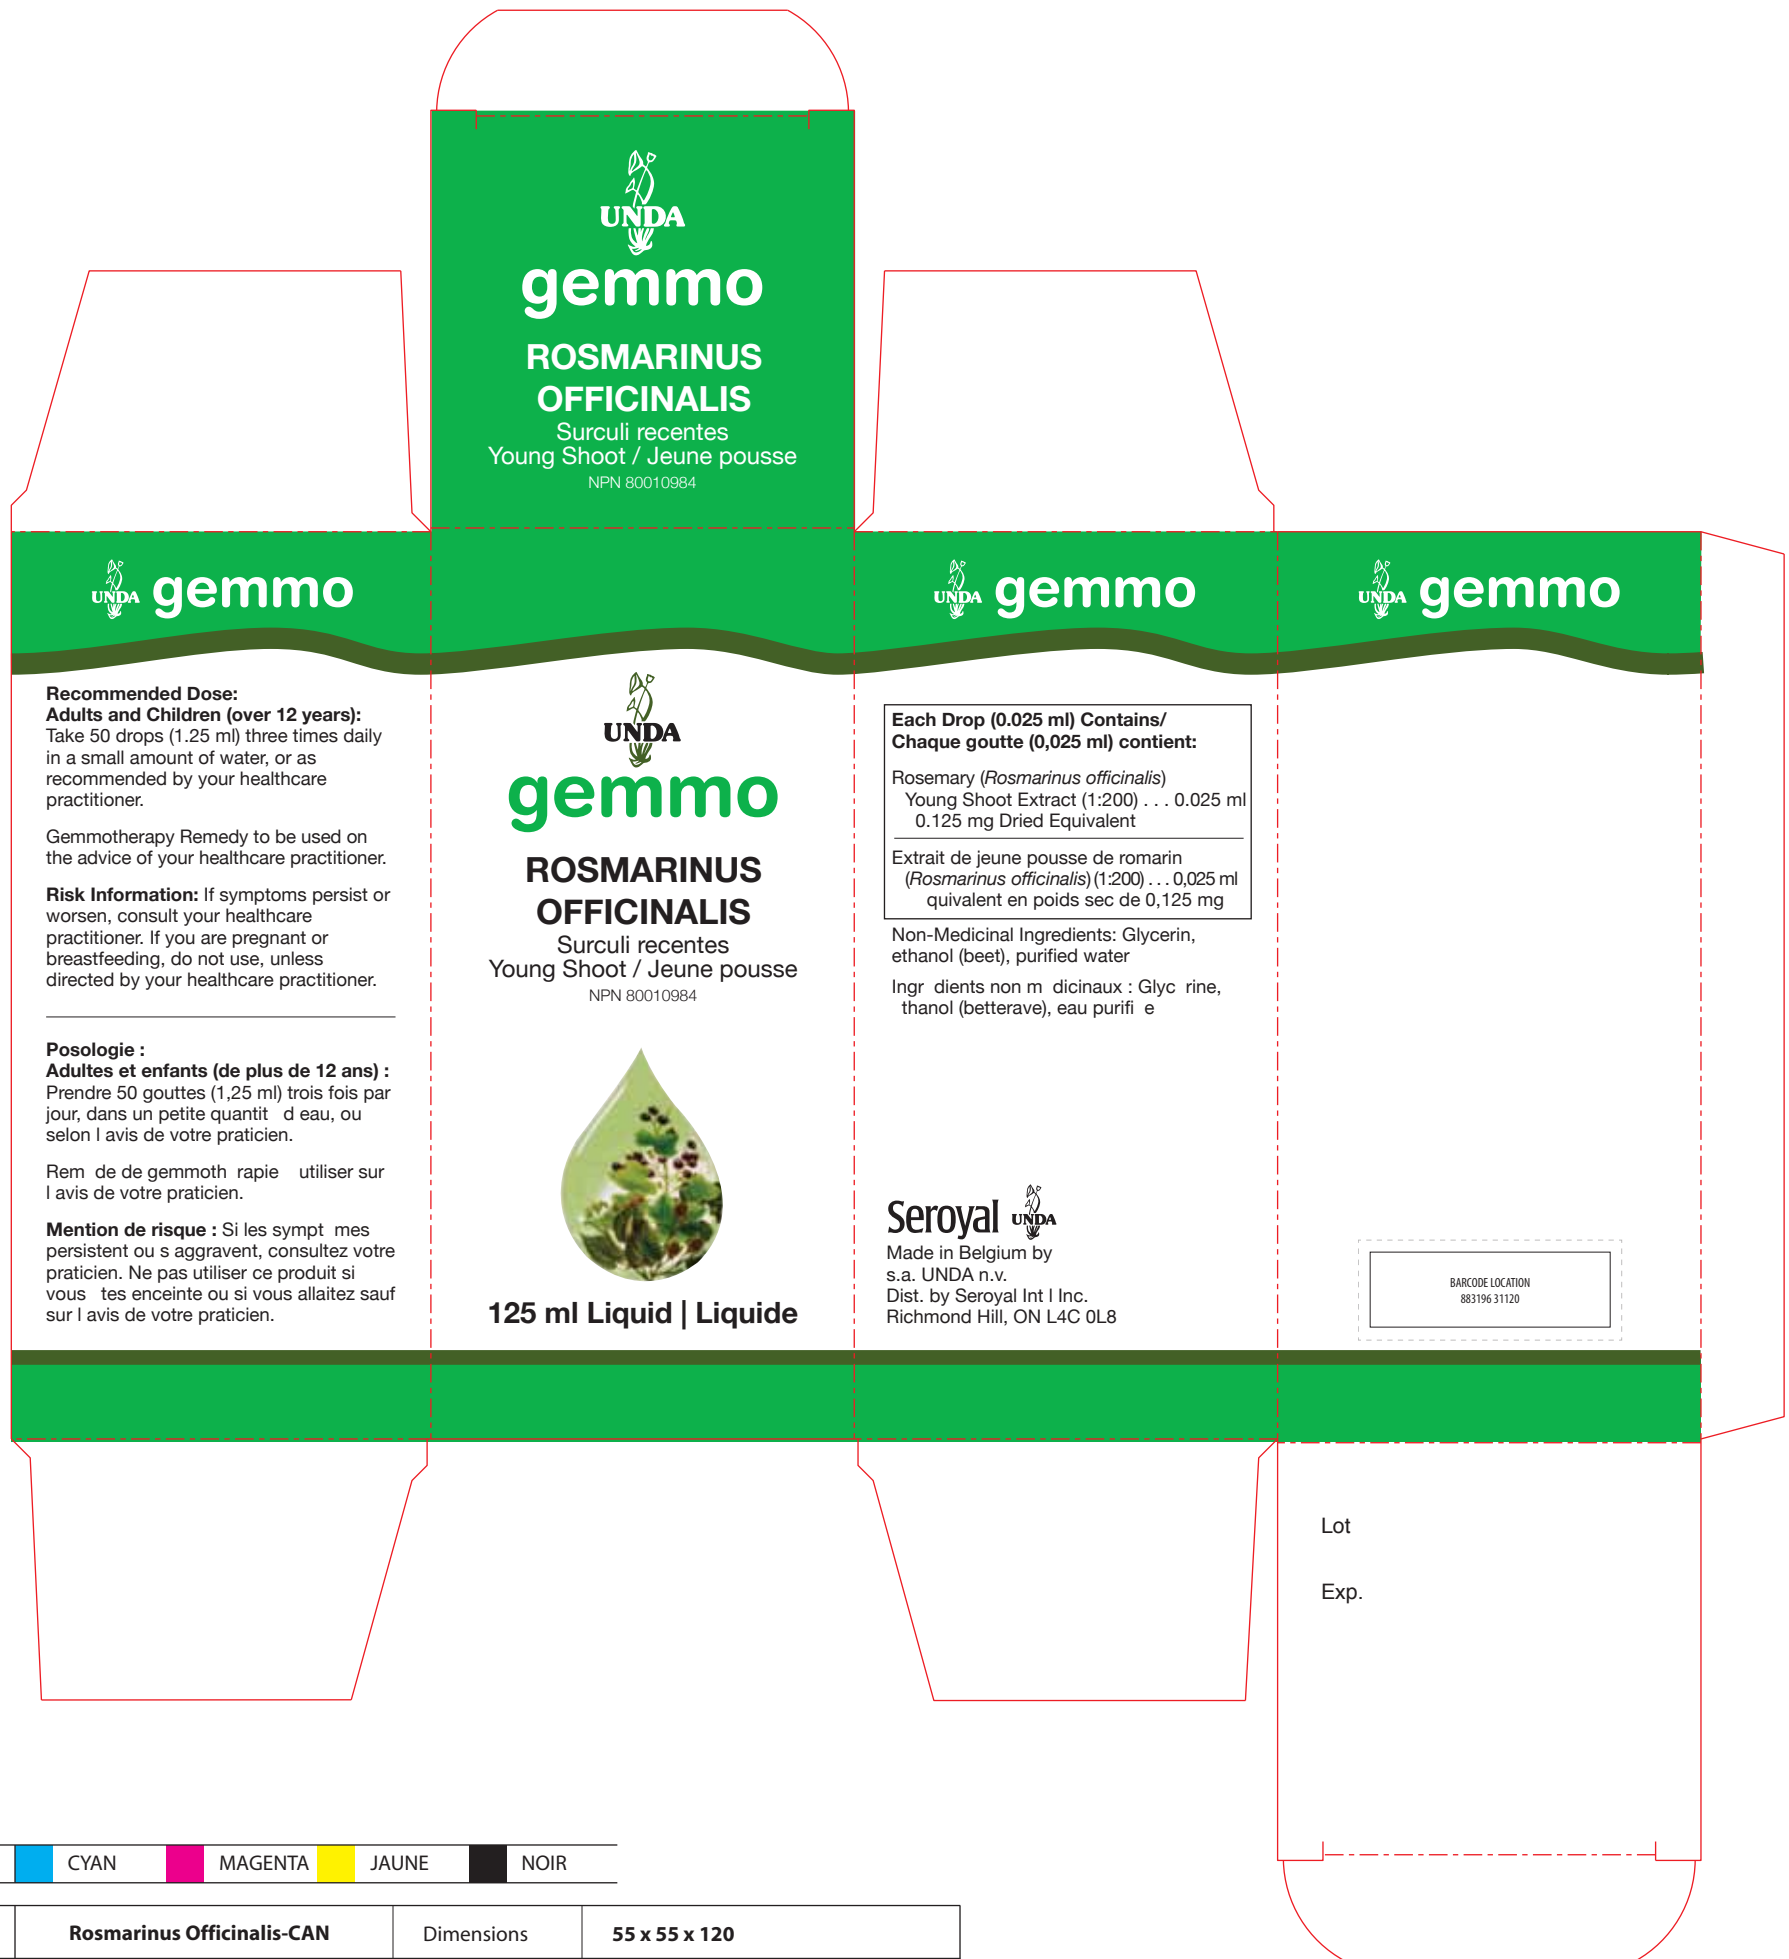 UNDA
gemmo
ROSMARINUS
OFFICINALIS
Surculi recentes
Young Shoot / Jeune pousse
NPN 80010984
UNDA gemmo
UNDA gemmo
UNDA gemmo
Recommended Dose:
Adults and Children (over 12 years):
Take 50 drops (1.25 ml) three times daily
in a small amount of water, or as
recommended by your healthcare
practitioner.
Gemmotherapy Remedy to be used on
the advice of your healthcare practitioner.
Risk Information: If symptoms persist or
worsen, consult your healthcare
practitioner. If you are pregnant or
breastfeeding, do not use, unless
directed by your healthcare practitioner.
Posologie :
Adultes et enfants (de plus de 12 ans) :
Prendre 50 gouttes (1,25 ml) trois fois par
jour, dans un petite quantit d eau, ou
selon l avis de votre praticien.
Rem de de gemmoth rapie utiliser sur
l avis de votre praticien.
Mention de risque : Si les sympt mes
persistent ou s aggravent, consultez votre
praticien. Ne pas utiliser ce produit si
vous tes enceinte ou si vous allaitez sauf
sur l avis de votre praticien.
UNDA
gemmo
ROSMARINUS
OFFICINALIS
Surculi recentes
Young Shoot / Jeune pousse
NPN 80010984
125 ml Liquid | Liquide
Each Drop (0.025 ml) Contains/
Chaque goutte (0,025 ml) contient:
Rosemary (Rosmarinus officinalis)
Young Shoot Extract (1:200) . . . 0.025 ml
0.125 mg Dried Equivalent
Extrait de jeune pousse de romarin
(Rosmarinus officinalis) (1:200) . . . 0,025 ml
quivalent en poids sec de 0,125 mg
Non-Medicinal Ingredients: Glycerin,
ethanol (beet), purified water
Ingr dients non m dicinaux : Glyc rine,
thanol (betterave), eau purifi e
Seroyal UNDA
Made in Belgium by
s.a. UNDA n.v.
Dist. by Seroyal Int l Inc.
Richmond Hill, ON L4C 0L8
BARCODE LOCATION
883196 31120
Lot
Exp.
CYAN MAGENTA JAUNE NOIR
Rosmarinus Officinalis-CAN Dimensions 55 x 55 x 120